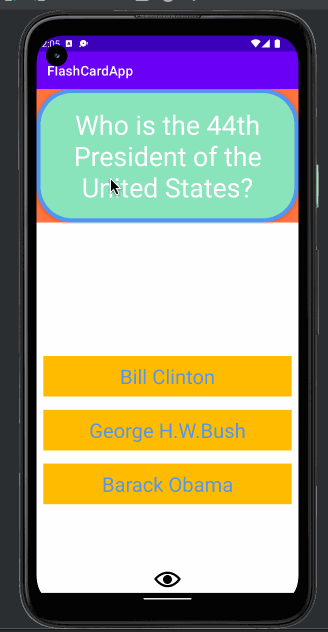 2:05
FlashCardApp
Who is the 44th
President of the
United States?
Bill Clinton
George H.W.Bush
Barack Obama